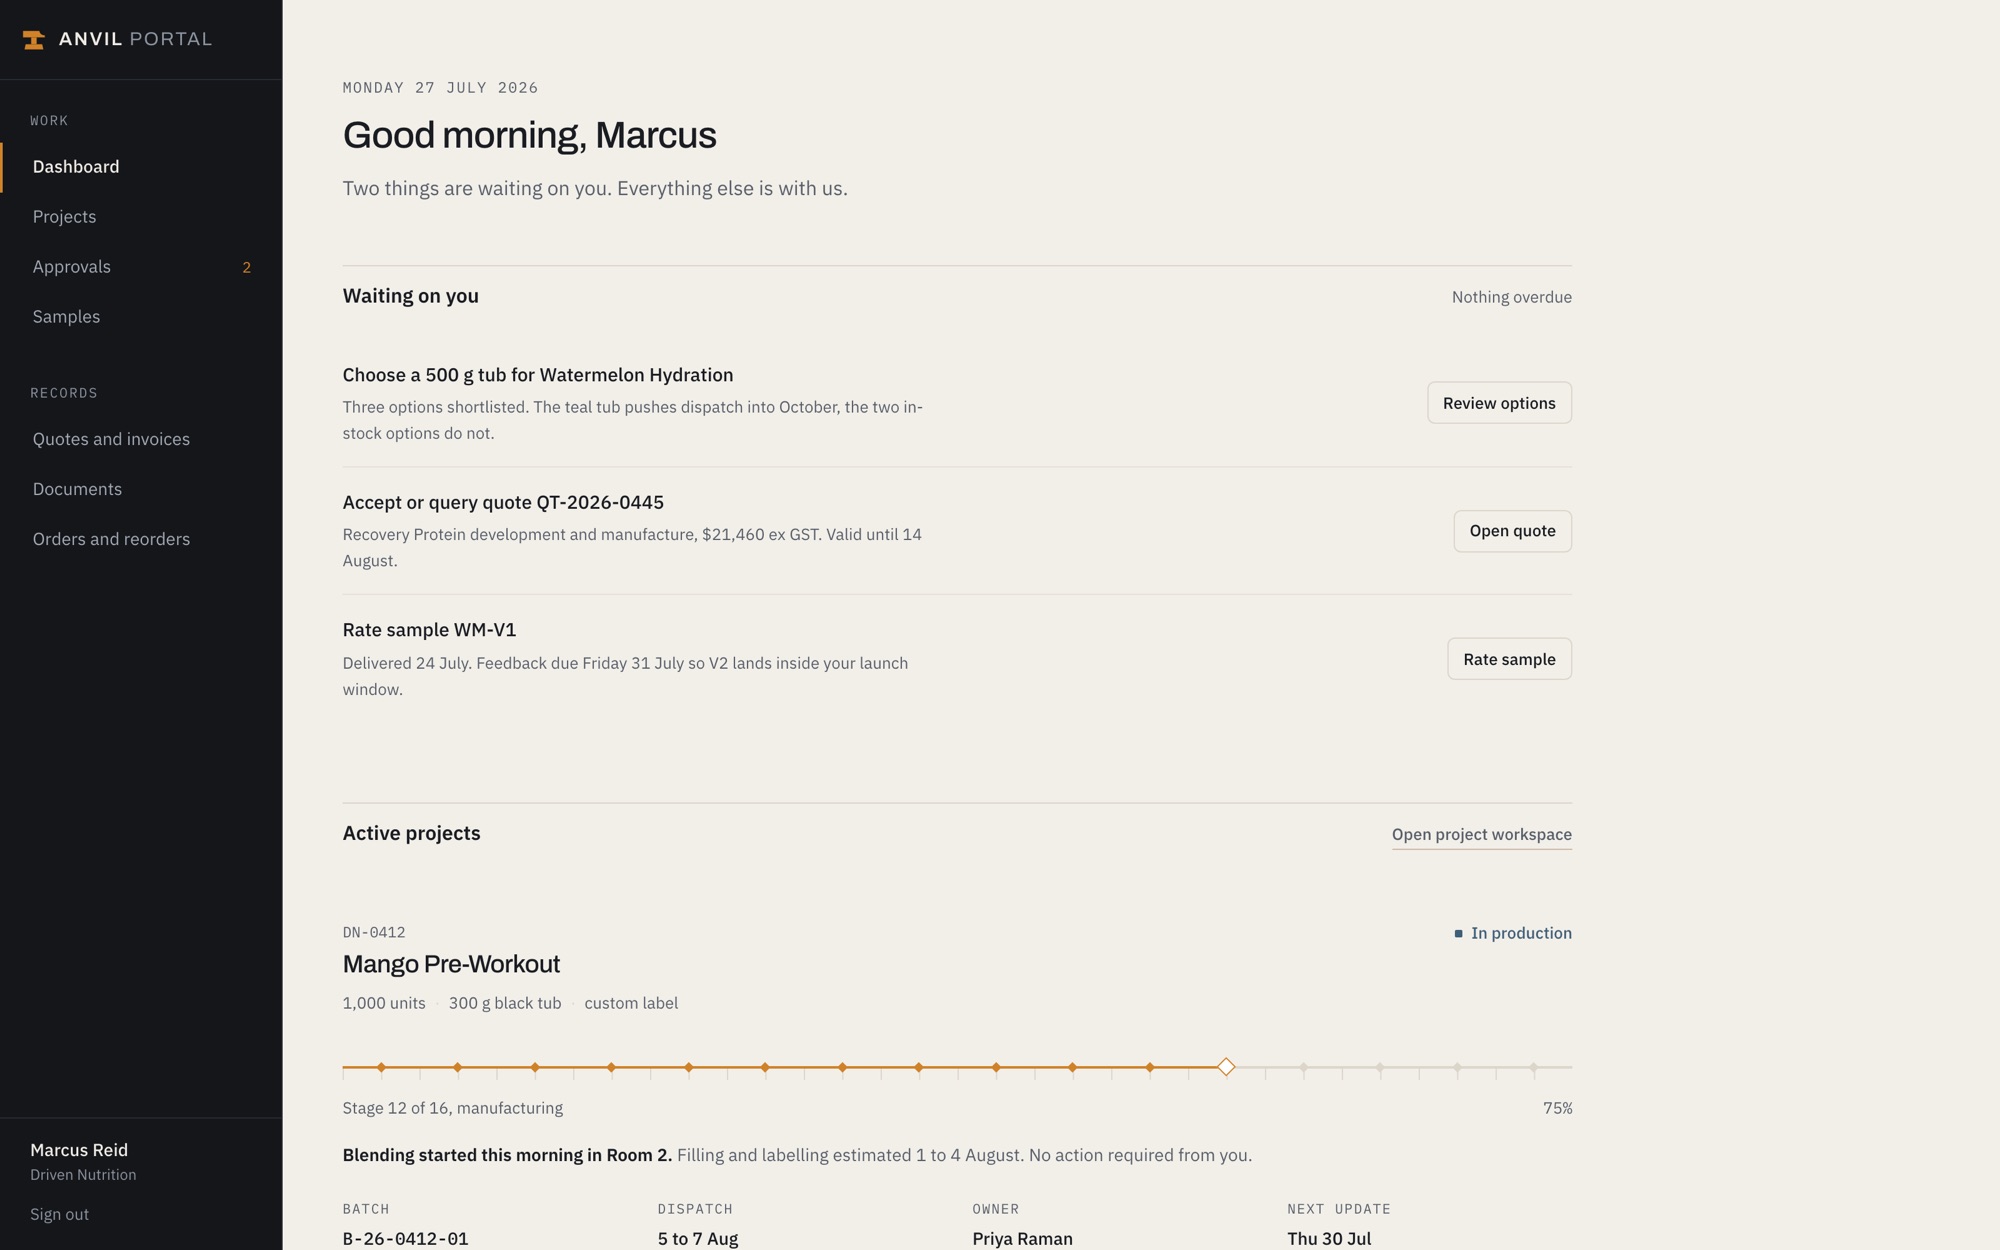 ANVIL PORTAL
WORK
Dashboard
Projects
Approvals 2
Samples
RECORDS
Quotes and invoices
Documents
Orders and reorders
Marcus Reid
Driven Nutrition
Sign out
MONDAY 27 JULY 2026
Good morning, Marcus
Two things are waiting on you. Everything else is with us.
Waiting on you
Nothing overdue
Choose a 500 g tub for Watermelon Hydration
Three options shortlisted. The teal tub pushes dispatch into October, the two in-
stock options do not.
Review options
Accept or query quote QT-2026-0445
Recovery Protein development and manufacture, $21,460 ex GST. Valid until 14
August.
Open quote
Rate sample WM-V1
Delivered 24 July. Feedback due Friday 31 July so V2 lands inside your launch
window.
Rate sample
Active projects
Open project workspace
DN-0412
In production
Mango Pre-Workout
1,000 units · 300 g black tub · custom label
Stage 12 of 16, manufacturing
75%
Blending started this morning in Room 2. Filling and labelling estimated 1 to 4 August. No action required from you.
BATCH DISPATCH OWNER NEXT UPDATE
B-26-0412-01 5 to 7 Aug Priya Raman Thu 30 Jul